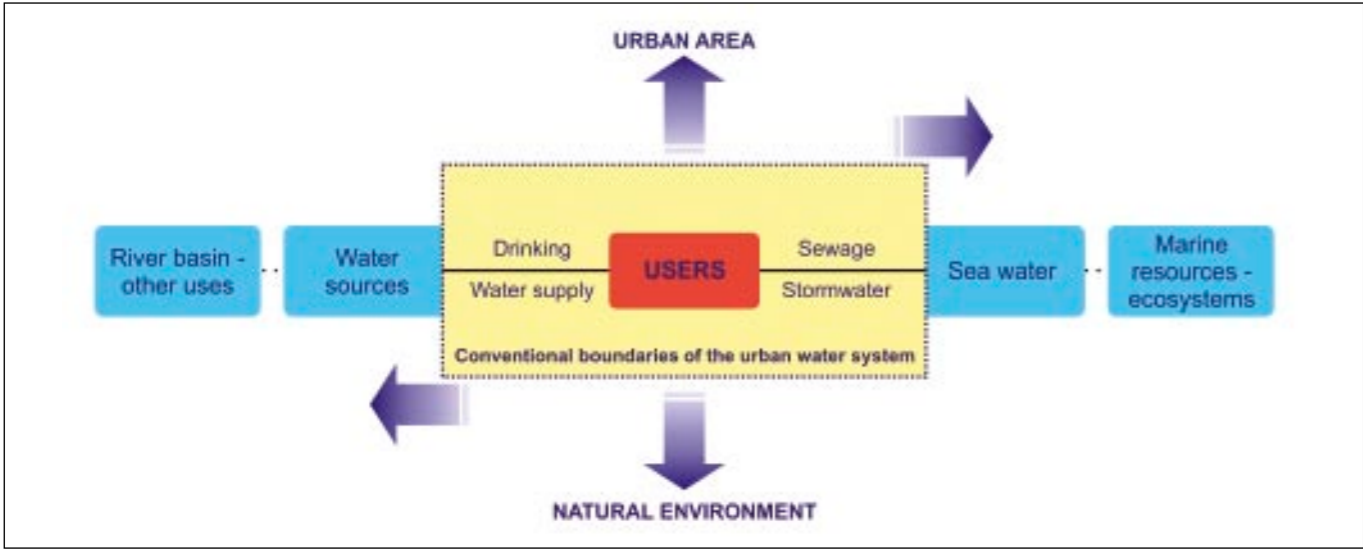 URBAN AREA
River basin -
other uses
Water
sources
Drinking
Water supply
USERS
Sewage
Stormwater
Sea water
Marine
resources -
ecosystems
Conventional boundaries of the urban water system
NATURAL ENVIRONMENT